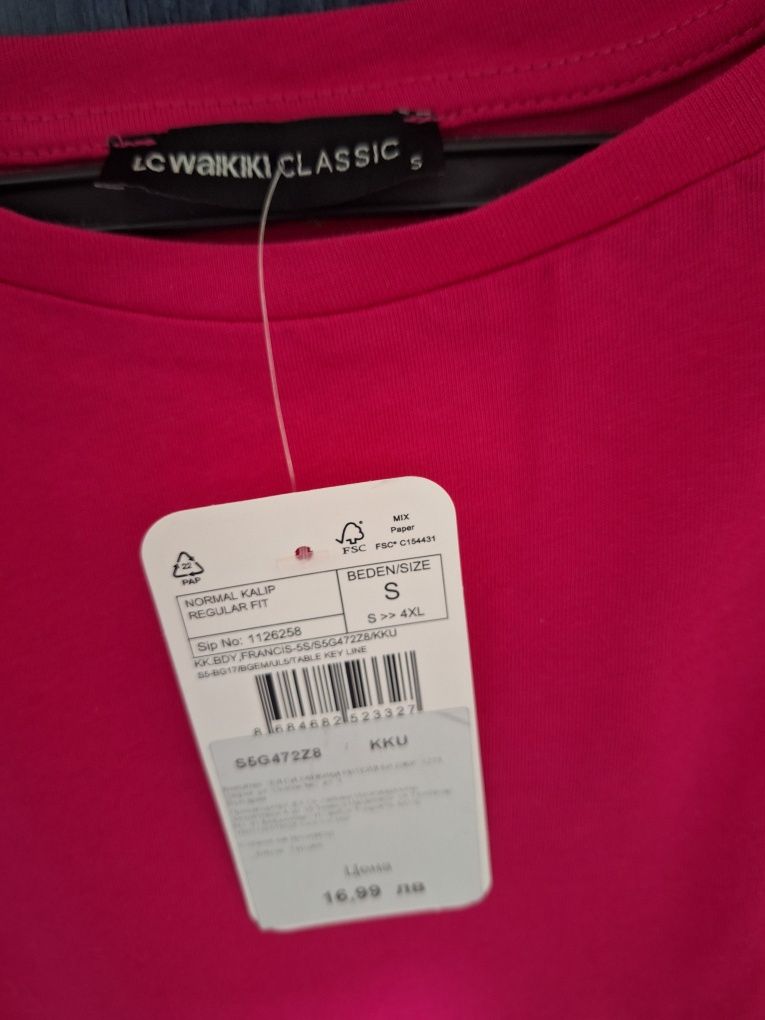 LC WAIKIKI CLASSIC S
22
PAP
FSC
MIX
Paper
FSC® C154431
NORMAL KALIP
REGULAR FIT
BEDEN/SIZE
S
S >> 4XL
Sip No: 1126258
KK.BDY,FRANCIS-5S/S5G472Z8/KKU
S5-BG17/BGEM/UL5/TABLE KEY LINE
8 684682 523327
S5G472Z8 / KKU
Цена
16.99 лв